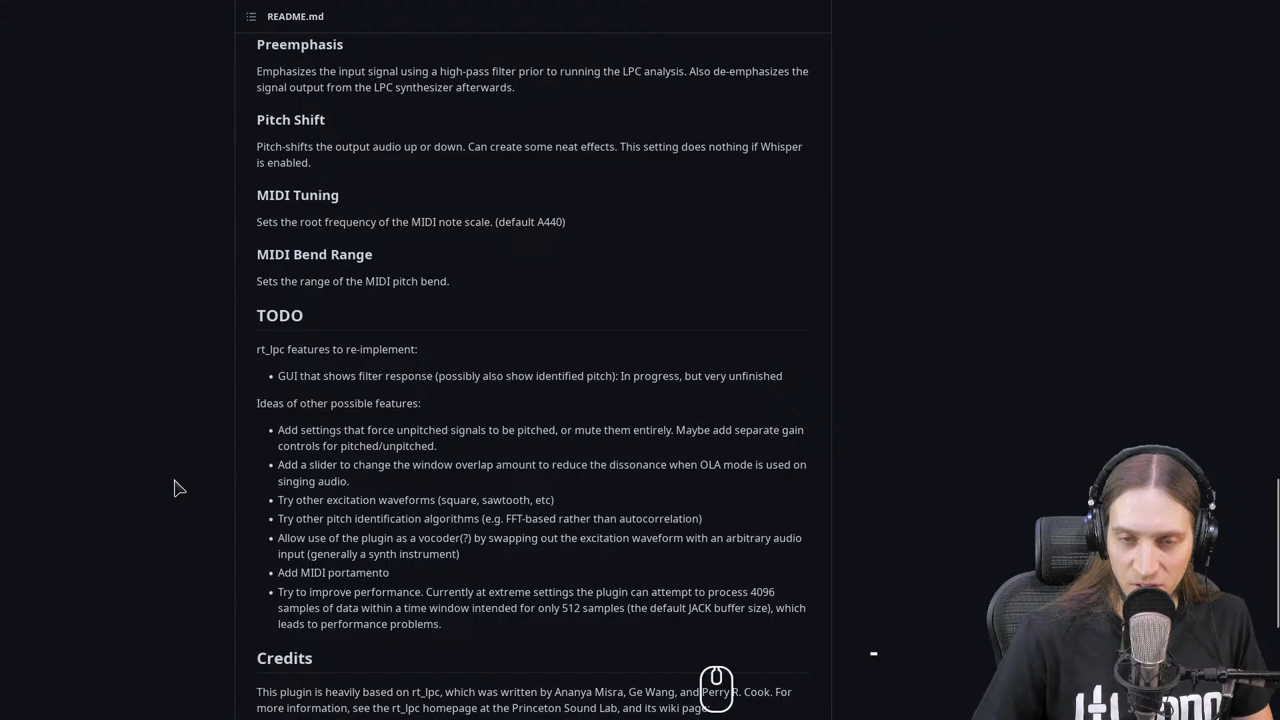 README.md
Preemphasis
Emphasizes the input signal using a high-pass filter prior to running the LPC analysis. Also de-emphasizes the
signal output from the LPC synthesizer afterwards.
Pitch Shift
Pitch-shifts the output audio up or down. Can create some neat effects. This setting does nothing if Whisper
is enabled.
MIDI Tuning
Sets the root frequency of the MIDI note scale. (default A440)
MIDI Bend Range
Sets the range of the MIDI pitch bend.
TODO
rt_lpc features to re-implement:
• GUI that shows filter response (possibly also show identified pitch): In progress, but very unfinished
Ideas of other possible features:
• Add settings that force unpitched signals to be pitched, or mute them entirely. Maybe add separate gain
controls for pitched/unpitched.
• Add a slider to change the window overlap amount to reduce the dissonance when OLA mode is used on
singing audio.
• Try other excitation waveforms (square, sawtooth, etc)
• Try other pitch identification algorithms (e.g. FFT-based rather than autocorrelation)
• Allow use of the plugin as a vocoder(?) by swapping out the excitation waveform with an arbitrary audio
input (generally a synth instrument)
• Add MIDI portamento
• Try to improve performance. Currently at extreme settings the plugin can attempt to process 4096
samples of data within a time window intended for only 512 samples (the default JACK buffer size), which
leads to performance problems.
Credits
This plugin is heavily based on rt_lpc, which was written by Ananya Misra, Ge Wang, and Perry R. Cook. For
more information, see the rt_lpc homepage at the Princeton Sound Lab, and its wiki page: